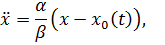 ẍ = α/β (x − x₀(t)),